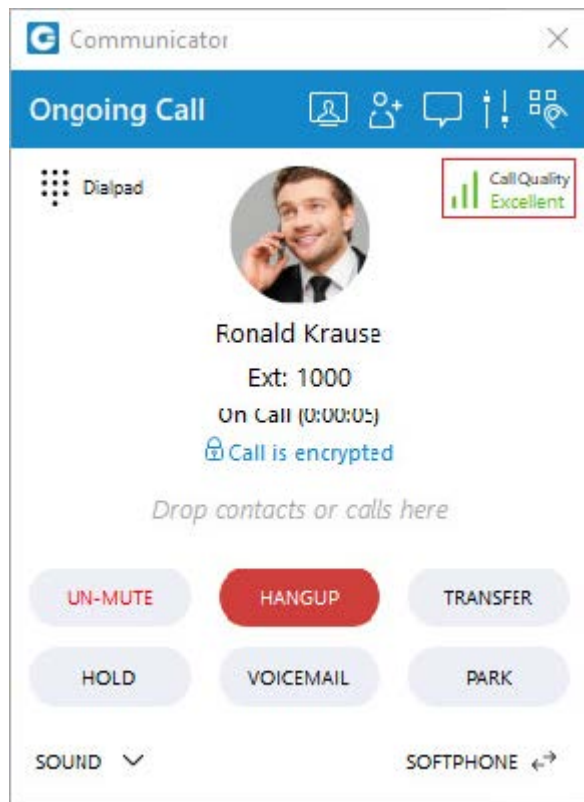 Communicator
Ongoing Call
Dialpad
Call Quality
Excellent
Ronald Krause
Ext: 1000
On Call (0:00:05)
Call is encrypted
Drop contacts or calls here
UN-MUTE
HANGUP
TRANSFER
HOLD
VOICEMAIL
PARK
SOUND
SOFTPHONE